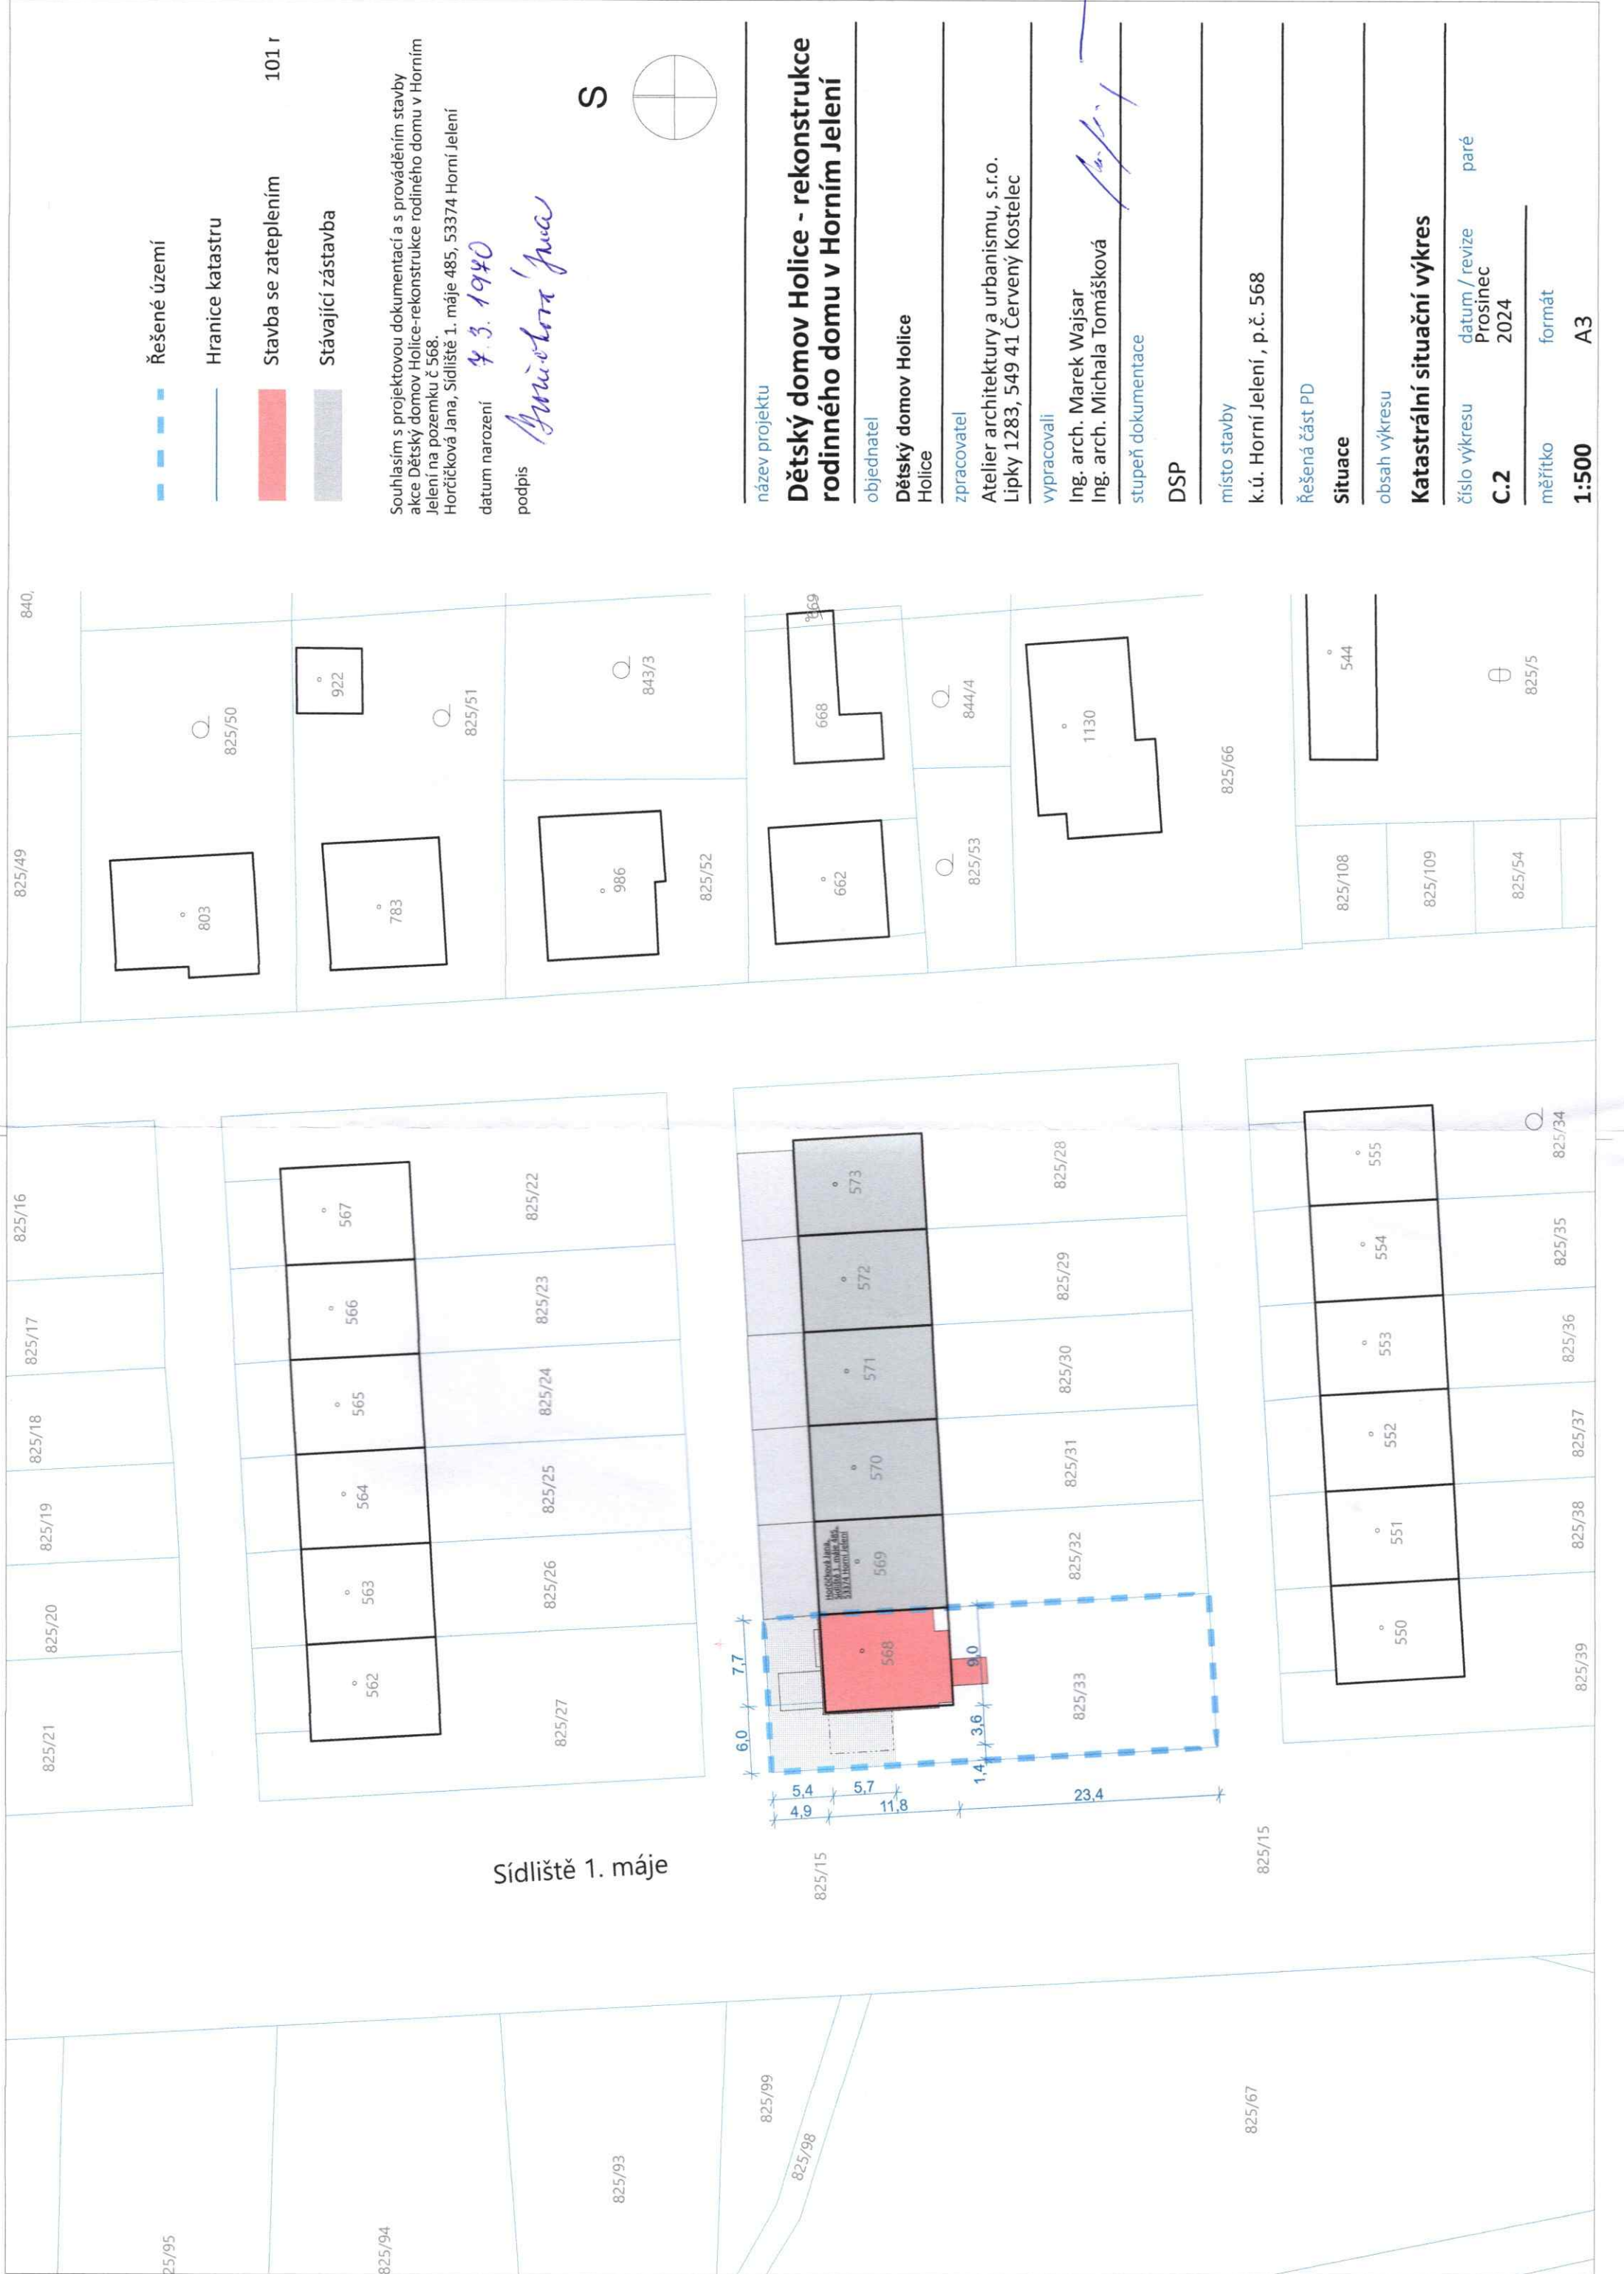 Řešené území
Hranice katastru
Stavba se zateplením
101 r
Stávající zástavba
Souhlasím s projektovou dokumentací a s prováděním stavby
akce Dětský domov Holice-rekonstrukce rodiného domu v Horním
Jelení na pozemku č 568.
Horčičková Jana, Sídliště 1. máje 485, 53374 Horní Jelení
datum narození 7. 3. 1970
podpis
S
název projektu
Dětský domov Holice - rekonstrukce
rodinného domu v Horním Jelení
objednatel
Dětský domov Holice
Holice
zpracovatel
Atelier architektury a urbanismu, s.r.o.
Lipky 1283, 549 41 Červený Kostelec
vypracovali
Ing. arch. Marek Wajsar
Ing. arch. Michala Tomášková
stupeň dokumentace
DSP
místo stavby
k.ú. Horní Jelení , p.č. 568
Řešená část PD
Situace
obsah výkresu
Katastrální situační výkres
číslo výkresu
datum / revize
paré
C.2
Prosinec
2024
měřítko
formát
1:500
A3
840,
825/49
825/50
922
825/51
843/3
669
668
844/4
1130
825/66
544
825/5
803
783
986
825/52
662
825/53
825/108
825/109
825/54
825/16
825/17
825/18
825/19
825/20
825/21
567
566
565
564
563
562
825/22
825/23
825/24
825/25
825/26
825/27
573
572
571
570
Horčičková Jana,
Sídliště 1. máje 485,
53374 Horní Jelení
569
568
825/28
825/29
825/30
825/31
825/32
825/33
7,7
6,0
9,0
3,6
1,4
5,4
5,7
4,9
11,8
23,4
555
554
553
552
551
550
825/34
825/35
825/36
825/37
825/38
825/39
Sídliště 1. máje
825/15
825/15
25/95
825/94
825/93
825/99
825/98
825/67